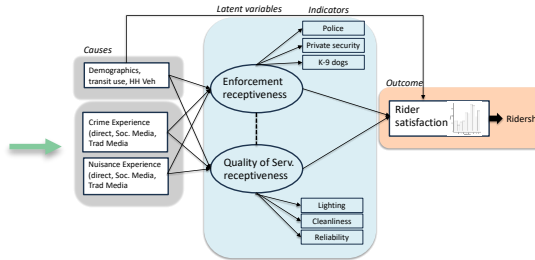 Latent variables
Indicators
Causes
Police
Private security
K-9 dogs
Demographics,
transit use, HH Veh
Enforcement
receptiveness
Outcome
Crime Experience
(direct, Soc. Media,
Trad Media
Rider
satisfaction
Ridersh
Nuisance Experience
(direct, Soc. Media,
Trad Media
Quality of Serv.
receptiveness
Lighting
Cleanliness
Reliability